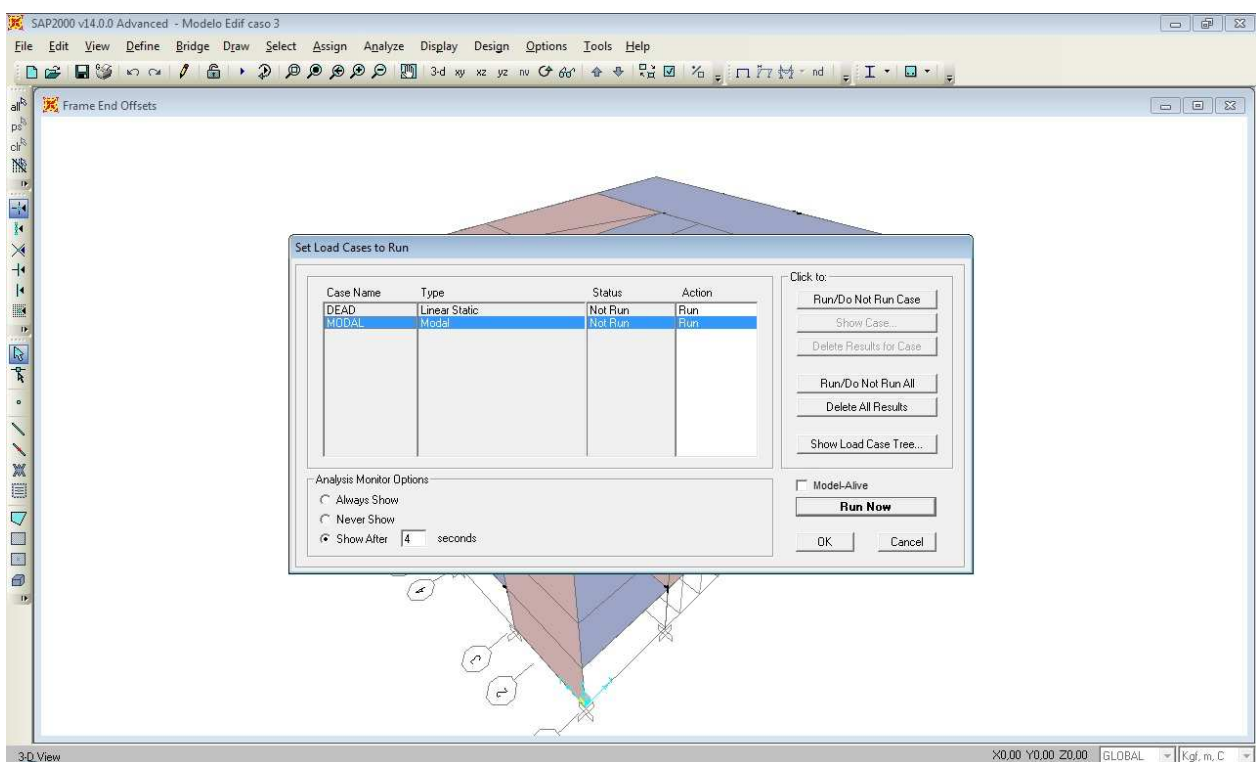 SAP2000 v14.0.0 Advanced - Modelo Edif caso 3
File Edit View Define Bridge Draw Select Assign Analyze Display Design Options Tools Help
3-d xy xz yz nv nd
all
ps
clr
Frame End Offsets
Set Load Cases to Run
Case Name Type Status Action
DEAD Linear Static Not Run Run
MODAL Modal Not Run Run
Click to:
Run/Do Not Run Case
Show Case...
Delete Results for Case
Run/Do Not Run All
Delete All Results
Show Load Case Tree...
Analysis Monitor Options
Always Show
Never Show
Show After 4 seconds
Model-Alive
Run Now
OK Cancel
A
3-D View X0,00 Y0,00 Z0,00 GLOBAL Kgf, m, C